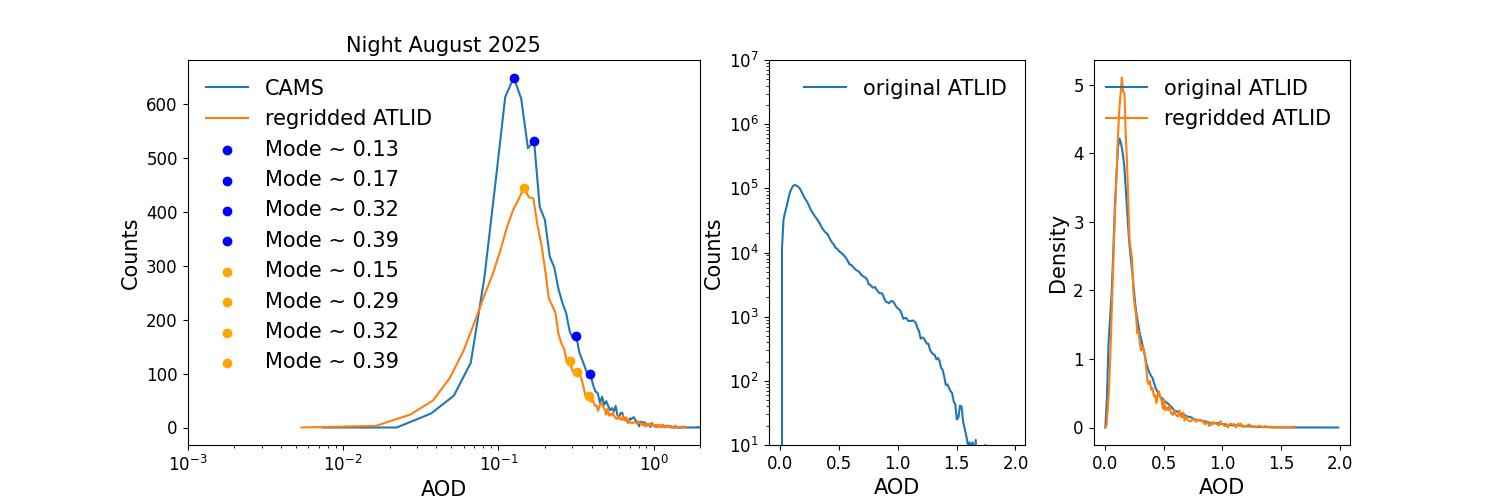 Night August 2025
CAMS
regridded ATLID
Mode ~ 0.13
Mode ~ 0.17
Mode ~ 0.32
Mode ~ 0.39
Mode ~ 0.15
Mode ~ 0.29
Mode ~ 0.32
Mode ~ 0.39
Counts
600
500
400
300
200
100
0
10⁻³ 10⁻² 10⁻¹ 10⁰
AOD
original ATLID
Counts
10⁷
10⁶
10⁵
10⁴
10³
10²
10¹
0.0 0.5 1.0 1.5 2.0
AOD
original ATLID
regridded ATLID
Density
5
4
3
2
1
0
0.0 0.5 1.0 1.5 2.0
AOD